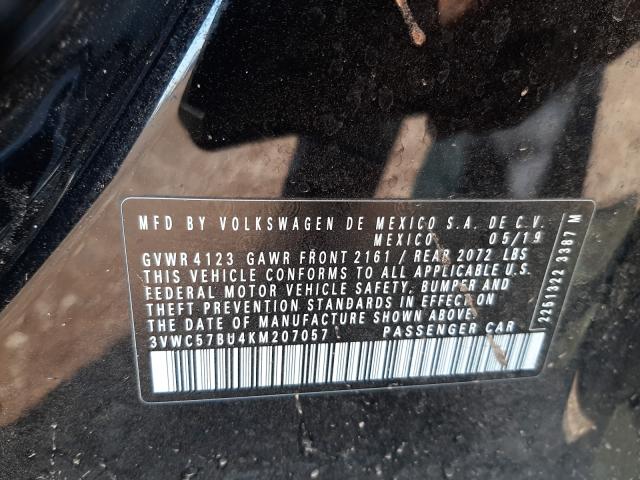 MFD BY VOLKSWAGEN DE MEXICO S.A. DE C.V.
MEXICO 05/19
GVWR 4123 GAWR FRONT 2161 / REAR 2072 LBS
THIS VEHICLE CONFORMS TO ALL APPLICABLE U.S.
FEDERAL MOTOR VEHICLE SAFETY, BUMPER AND
THEFT PREVENTION STANDARDS IN EFFECT ON
THE DATE OF MANUFACTURE SHOWN ABOVE.
3VWC57BU4KM207057 PASSENGER CAR
2261322 3387 M